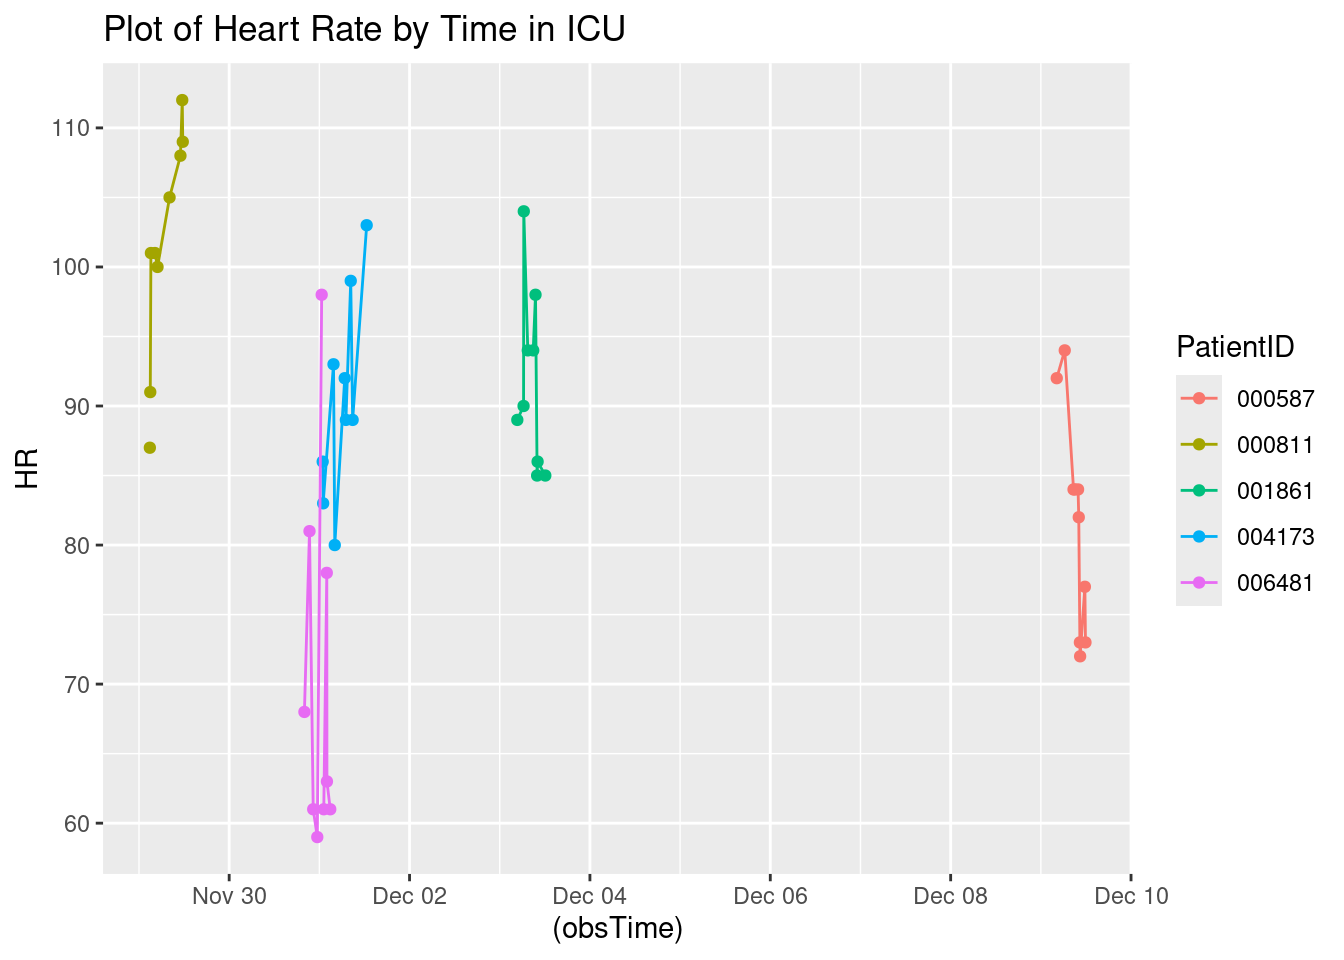 Plot of Heart Rate by Time in ICU
110
100
90
80
70
60
HR
Nov 30 Dec 02 Dec 04 Dec 06 Dec 08 Dec 10
(obsTime)
PatientID
000587
000811
001861
004173
006481